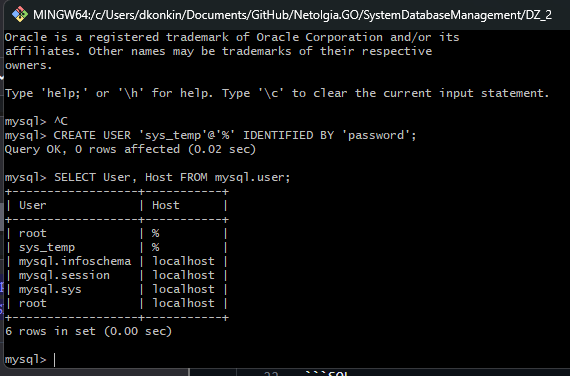 MINGW64:/c/Users/dkonkin/Documents/GitHub/Netolgia.GO/SystemDatabaseManagement/DZ_2
Oracle is a registered trademark of Oracle Corporation and/or its
affiliates. Other names may be trademarks of their respective
owners.
Type 'help;' or '\h' for help. Type '\c' to clear the current input statement.
mysql> ^C
mysql> CREATE USER 'sys_temp'@'%' IDENTIFIED BY 'password';
Query OK, 0 rows affected (0.02 sec)
mysql> SELECT User, Host FROM mysql.user;
+------------------+-----------+
| User             | Host      |
+------------------+-----------+
| root             | %         |
| sys_temp         | %         |
| mysql.infoschema | localhost |
| mysql.session    | localhost |
| mysql.sys        | localhost |
| root             | localhost |
+------------------+-----------+
6 rows in set (0.00 sec)
mysql>